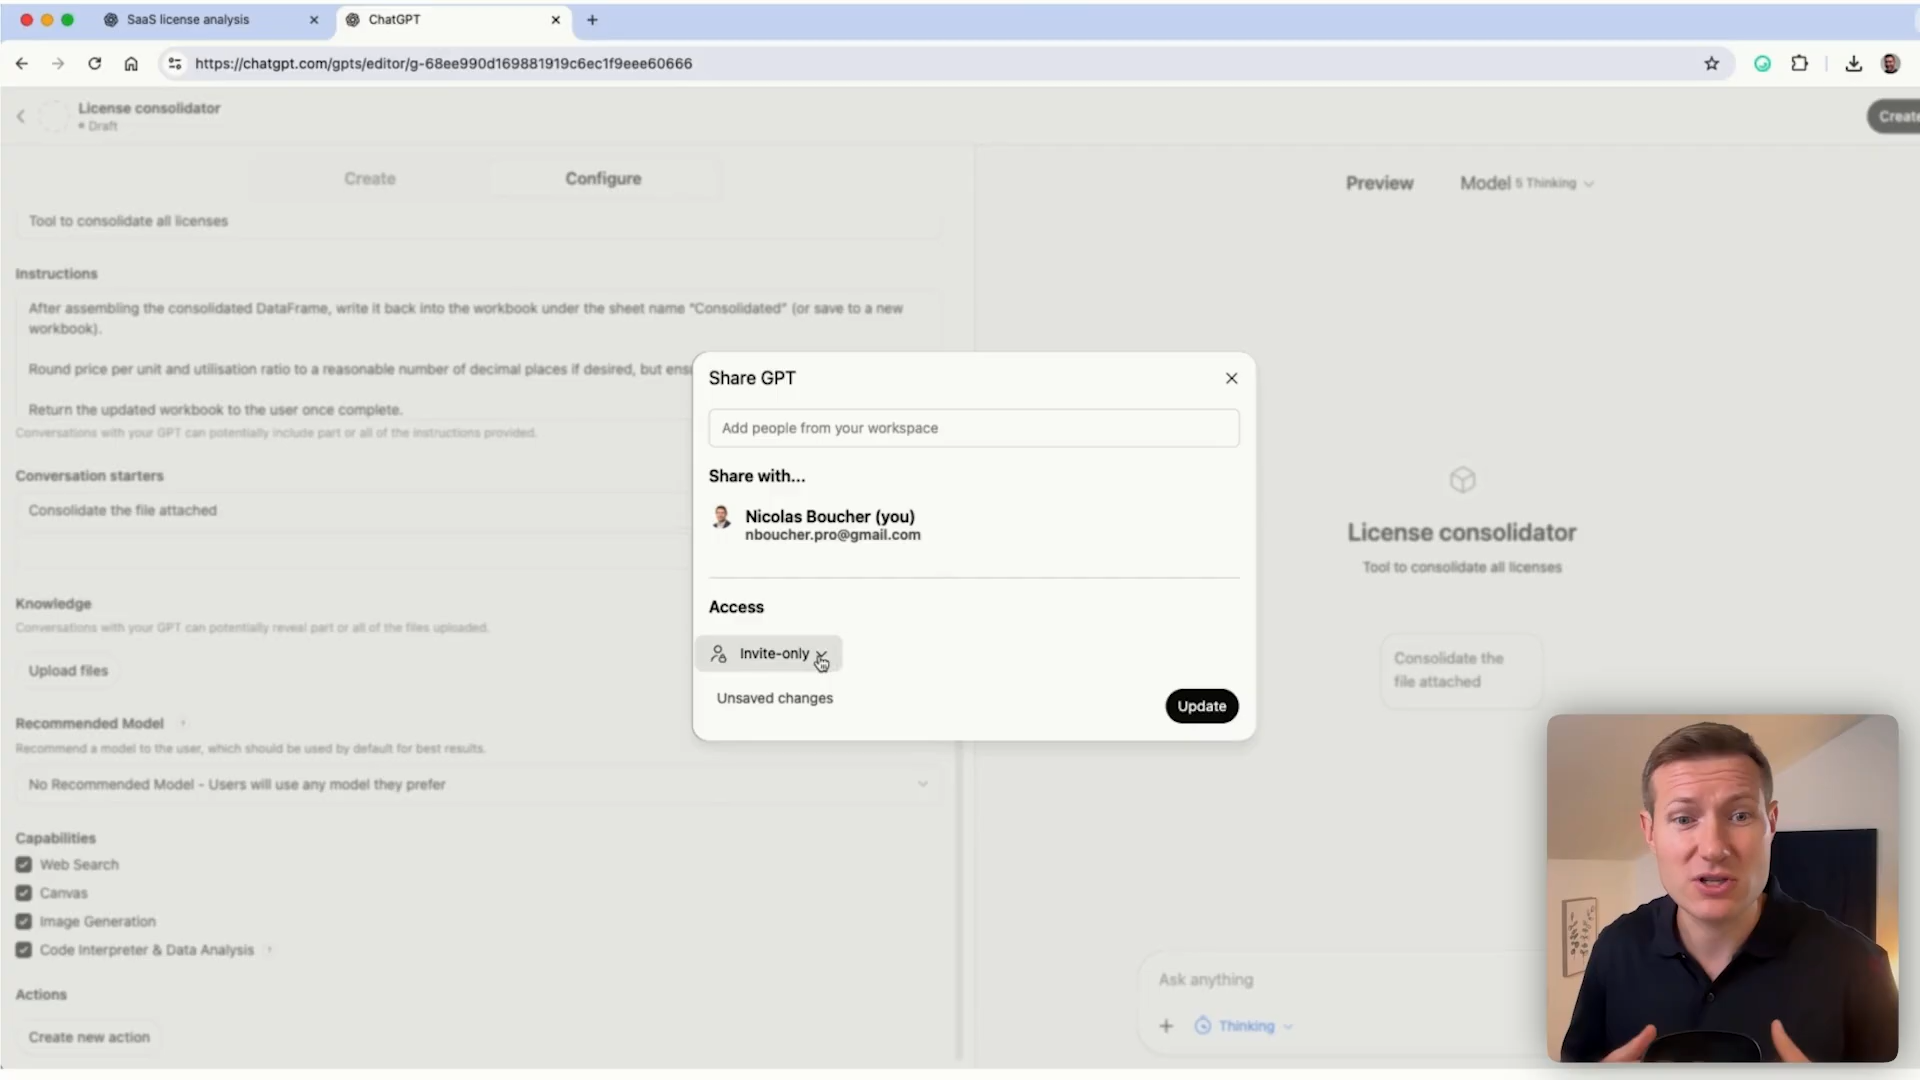 SaaS license analysis
ChatGPT
https://chatgpt.com/gpts/editor/g-68ee990d169881919c6ec1f9eee60666
License consolidator
Draft
Create
Create
Configure
Preview
Model 5 Thinking
Tool to consolidate all licenses
Instructions
After assembling the consolidated DataFrame, write it back into the workbook under the sheet name "Consolidated" (or save to a new
workbook).
Round price per unit and utilisation ratio to a reasonable number of decimal places if desired, but
Return the updated workbook to the user once complete.
Conversations with your GPT can potentially include part or all of the instructions provided.
Conversation starters
Consolidate the file attached
Knowledge
Conversations with your GPT can potentially reveal part or all of the files uploaded.
Upload files
Recommended Model
Recommend a model to the user, which should be used by default for best results.
No Recommended Model - Users will use any model they prefer
Capabilities
Web Search
Canvas
Image Generation
Code Interpreter & Data Analysis
Actions
Create new action
Share GPT
Add people from your workspace
Share with...
Nicolas Boucher (you)
nboucher.pro@gmail.com
Access
Invite-only
Unsaved changes
Update
License consolidator
Tool to consolidate all licenses
Consolidate the
file attached
Ask anything
Thinking